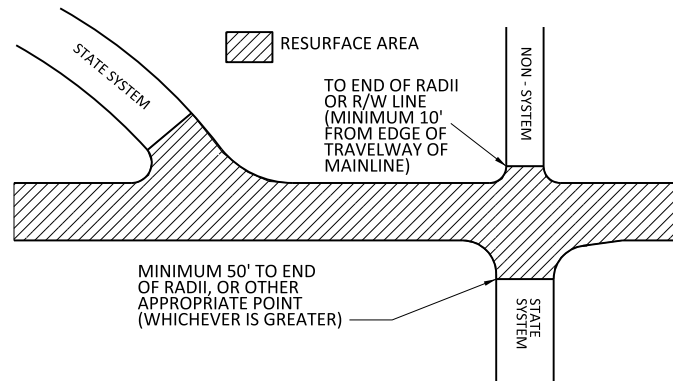 STATE SYSTEM
RESURFACE AREA
TO END OF RADII
OR R/W LINE
(MINIMUM 10'
FROM EDGE OF
TRAVELWAY OF
MAINLINE)
NON - SYSTEM
MINIMUM 50' TO END
OF RADII, OR OTHER
APPROPRIATE POINT
(WHICHEVER IS GREATER)
STATE
SYSTEM